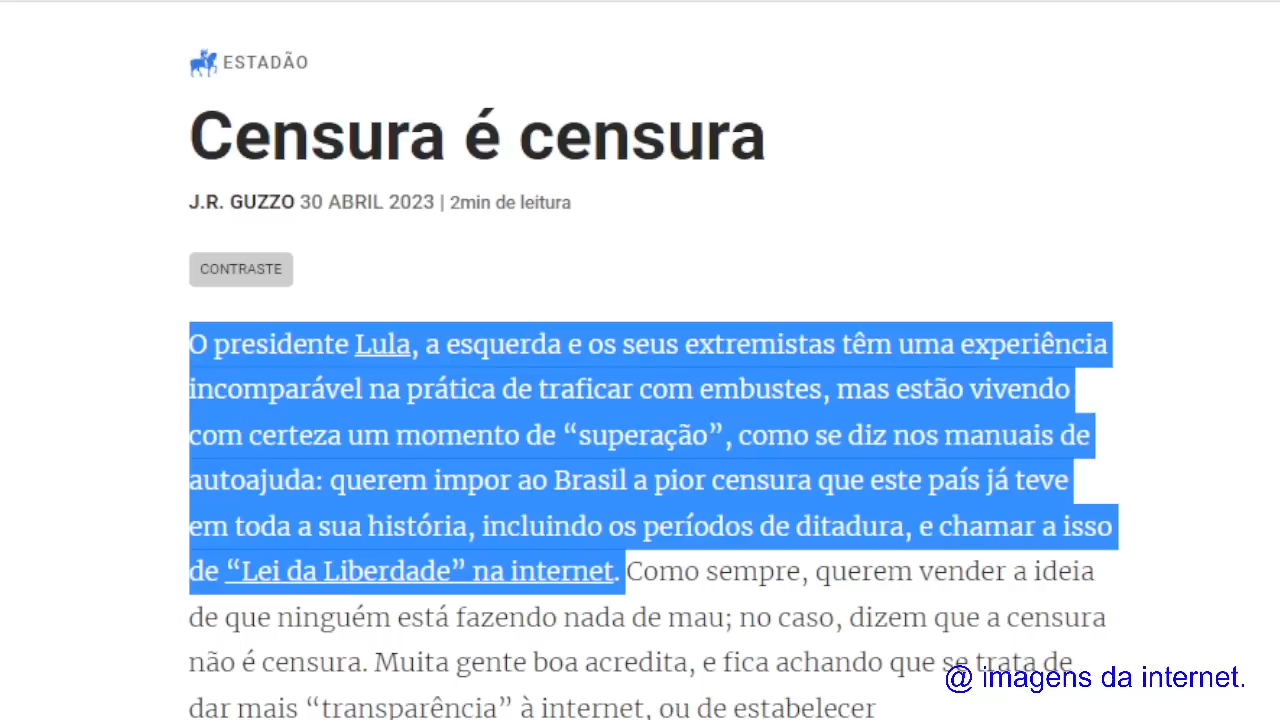 ESTADÃO
Censura é censura
J.R. GUZZO 30 ABRIL 2023 | 2min de leitura
CONTRASTE
O presidente Lula, a esquerda e os seus extremistas têm uma experiência
incomparável na prática de traficar com embustes, mas estão vivendo
com certeza um momento de “superação”, como se diz nos manuais de
autoajuda: querem impor ao Brasil a pior censura que este país já teve
em toda a sua história, incluindo os períodos de ditadura, e chamar a isso
de “Lei da Liberdade” na internet. Como sempre, querem vender a ideia
de que ninguém está fazendo nada de mau; no caso, dizem que a censura
não é censura. Muita gente boa acredita, e fica achando que se trata de
@ imagens da internet.
dar mais “transparência” à internet, ou de estabelecer